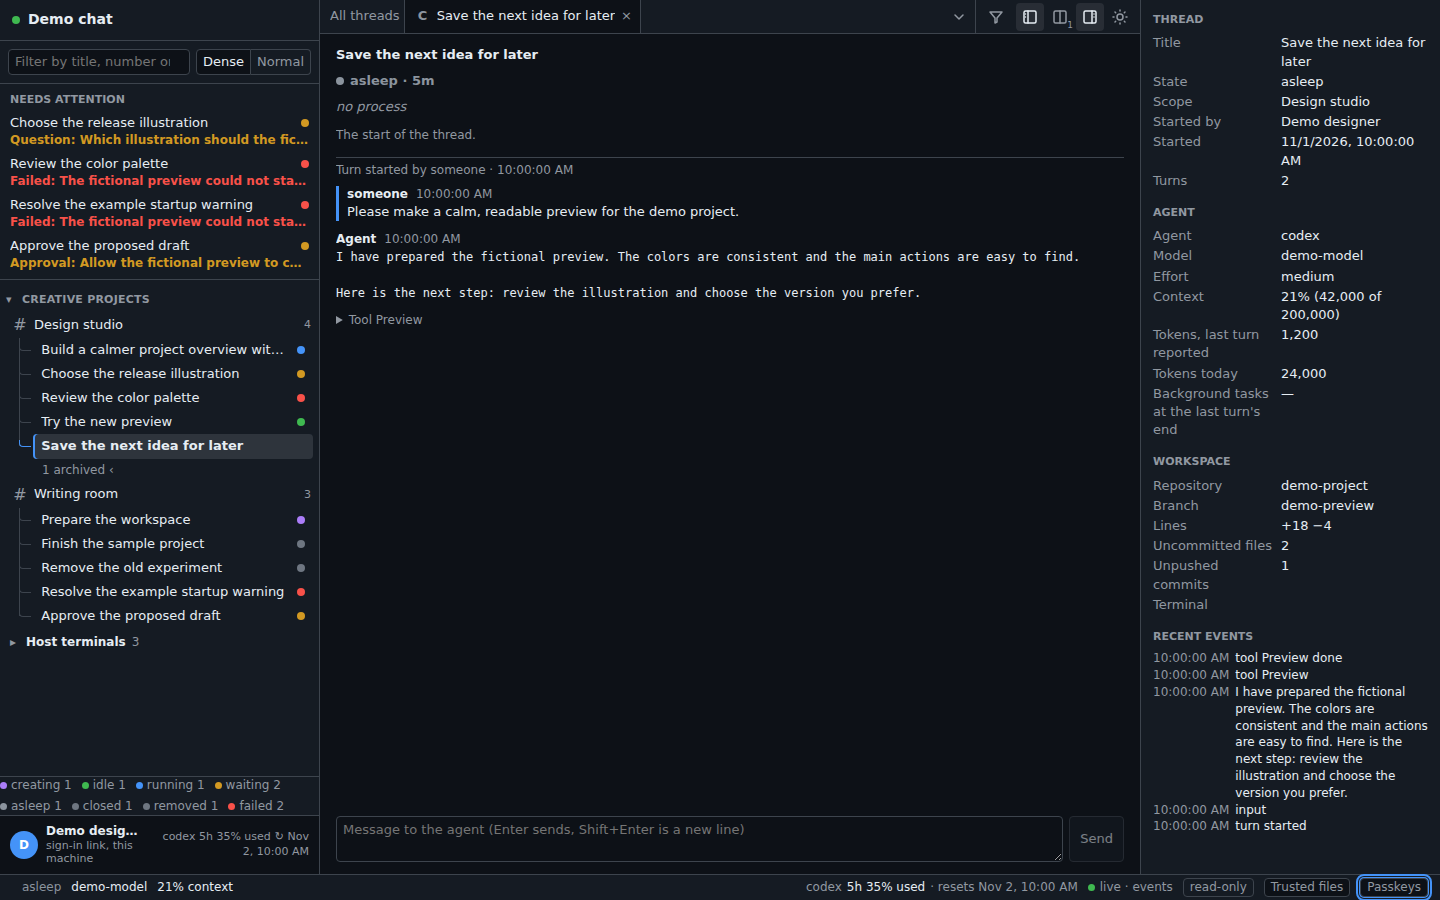 Demo chat
Filter by title, number or
Dense
Normal
NEEDS ATTENTION
Choose the release illustration
Question: Which illustration should the fic…
Review the color palette
Failed: The fictional preview could not sta…
Resolve the example startup warning
Failed: The fictional preview could not sta…
Approve the proposed draft
Approval: Allow the fictional preview to c…
CREATIVE PROJECTS
# Design studio 4
Build a calmer project overview wit…
Choose the release illustration
Review the color palette
Try the new preview
Save the next idea for later
1 archived ‹
# Writing room 3
Prepare the workspace
Finish the sample project
Remove the old experiment
Resolve the example startup warning
Approve the proposed draft
Host terminals 3
creating 1 idle 1 running 1 waiting 2
asleep 1 closed 1 removed 1 failed 2
D
Demo desig…
sign-in link, this
machine
codex 5h 35% used ↻ Nov
2, 10:00 AM
All threads
C Save the next idea for later ×
1
Save the next idea for later
asleep · 5m
no process
The start of the thread.
Turn started by someone · 10:00:00 AM
someone 10:00:00 AM
Please make a calm, readable preview for the demo project.
Agent 10:00:00 AM
I have prepared the fictional preview. The colors are consistent and the main actions are easy to find.
Here is the next step: review the illustration and choose the version you prefer.
Tool Preview
Message to the agent (Enter sends, Shift+Enter is a new line)
Send
THREAD
Title Save the next idea for
later
State asleep
Scope Design studio
Started by Demo designer
Started 11/1/2026, 10:00:00
AM
Turns 2
AGENT
Agent codex
Model demo-model
Effort medium
Context 21% (42,000 of
200,000)
Tokens, last turn 1,200
reported
Tokens today 24,000
Background tasks —
at the last turn's
end
WORKSPACE
Repository demo-project
Branch demo-preview
Lines +18 −4
Uncommitted files 2
Unpushed 1
commits
Terminal
RECENT EVENTS
10:00:00 AM tool Preview done
10:00:00 AM tool Preview
10:00:00 AM I have prepared the fictional
preview. The colors are
consistent and the main actions
are easy to find. Here is the
next step: review the
illustration and choose the
version you prefer.
10:00:00 AM input
10:00:00 AM turn started
asleep demo-model 21% context
codex 5h 35% used · resets Nov 2, 10:00 AM
live · events
read-only
Trusted files
Passkeys